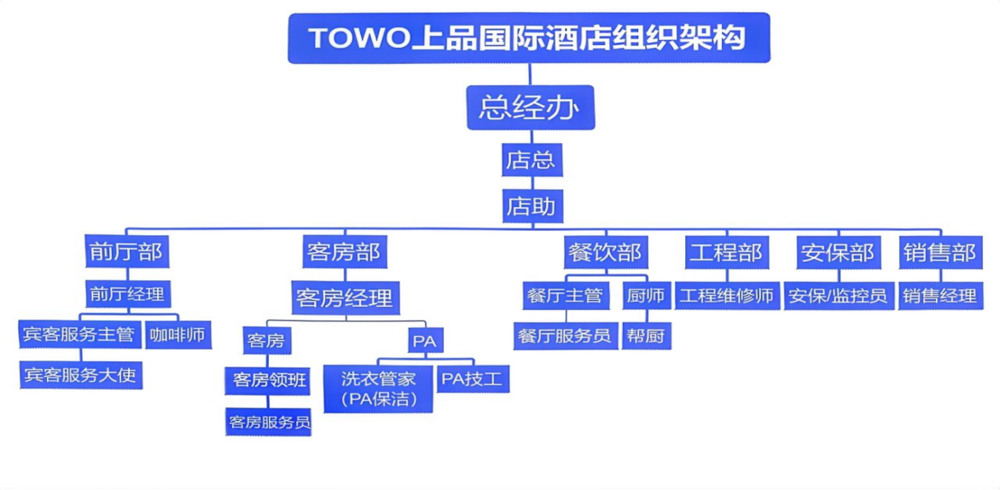 TOWO上品国际酒店组织架构
总经办
店总
店助
前厅部
客房部
餐饮部
工程部
安保部
销售部
前厅经理
客房经理
餐厅主管
厨师
工程维修师
安保/监控员
销售经理
宾客服务主管
咖啡师
客房
PA
餐厅服务员
帮厨
宾客服务大使
客房领班
洗衣管家
(PA保洁)
PA技工
客房服务员